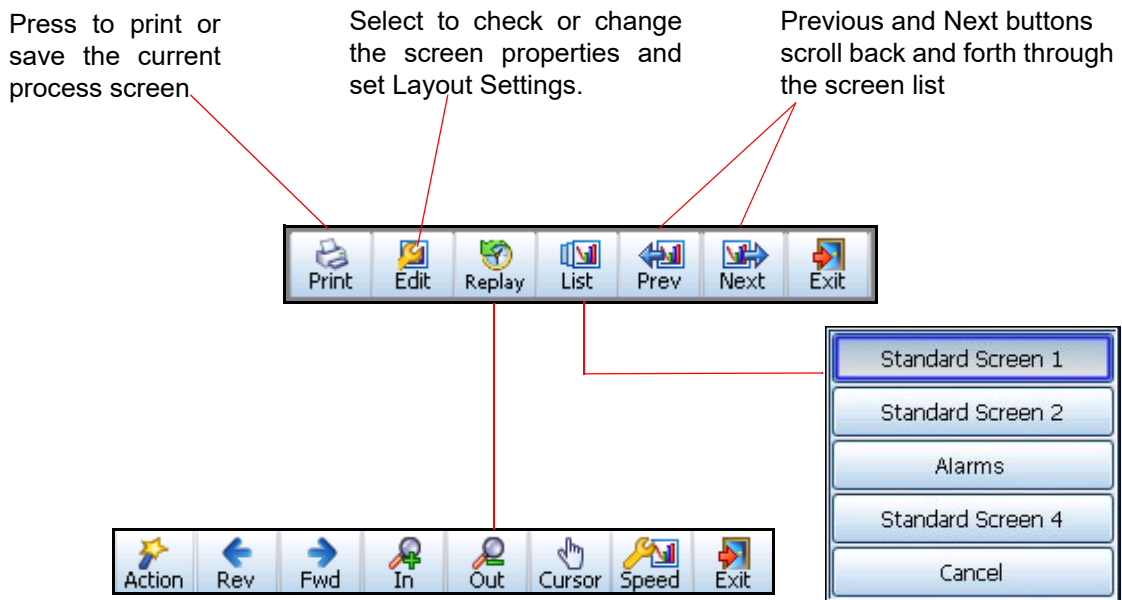 Press to print or
save the current
process screen
Select to check or change
the screen properties and
set Layout Settings.
Previous and Next buttons
scroll back and forth through
the screen list
Print Edit Replay List Prev Next Exit
Standard Screen 1
Standard Screen 2
Alarms
Standard Screen 4
Cancel
Action Rev Fwd In Out Cursor Speed Exit